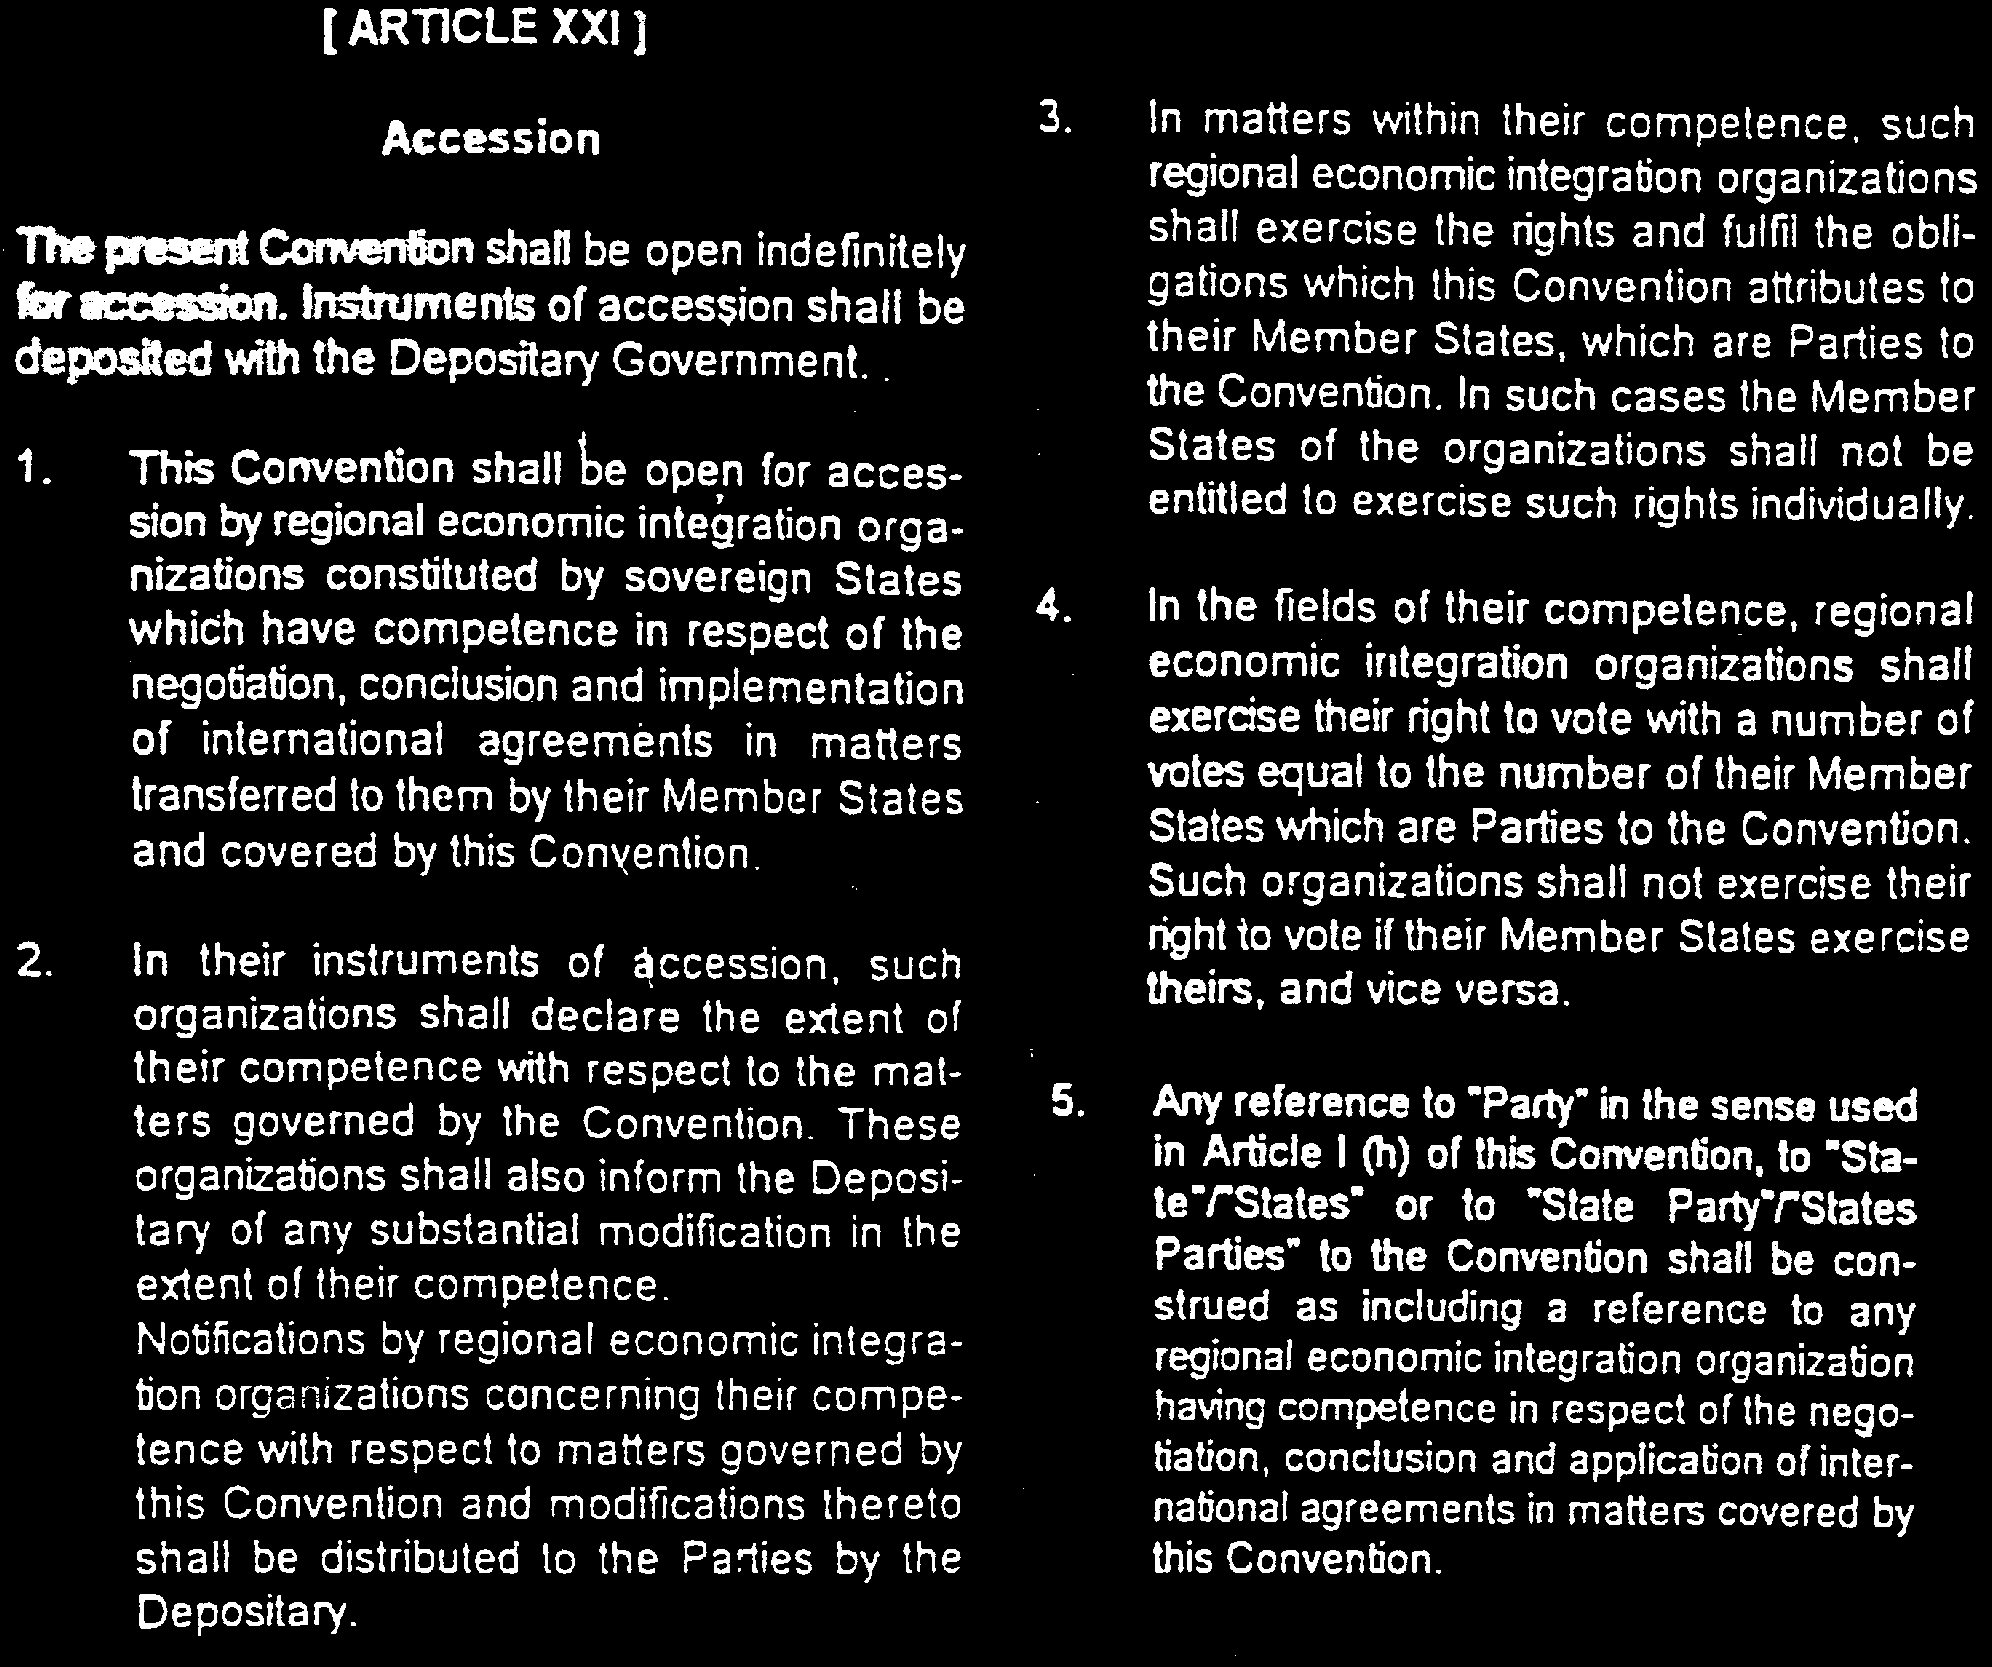 [ ARTICLE XXI ]
Accession
The present Convention shall be open indefinitely
for accession. Instruments of accession shall be
deposited with the Depositary Government.
1. This Convention shall be open for acces-
sion by regional economic integration orga-
nizations constituted by sovereign States
which have competence in respect of the
negotiation, conclusion and implementation
of international agreements in matters
transferred to them by their Member States
and covered by this Convention.
2. In their instruments of accession, such
organizations shall declare the extent of
their competence with respect to the mat-
ters governed by the Convention. These
organizations shall also inform the Deposi-
tary of any substantial modification in the
extent of their competence.
Notifications by regional economic integra-
tion organizations concerning their compe-
tence with respect to matters governed by
this Convention and modifications thereto
shall be distributed to the Parties by the
Depositary.
3. In matters within their competence, such
regional economic integration organizations
shall exercise the rights and fulfil the obli-
gations which this Convention attributes to
their Member States, which are Parties to
the Convention. In such cases the Member
States of the organizations shall not be
entitled to exercise such rights individually.
4. In the fields of their competence, regional
economic integration organizations shall
exercise their right to vote with a number of
votes equal to the number of their Member
States which are Parties to the Convention.
Such organizations shall not exercise their
right to vote if their Member States exercise
theirs, and vice versa.
5. Any reference to "Party" in the sense used
in Article I (h) of this Convention, to "Sta-
te"/"States" or to "State Party"/"States
Parties" to the Convention shall be con-
strued as including a reference to any
regional economic integration organization
having competence in respect of the nego-
tiation, conclusion and application of inter-
national agreements in matters covered by
this Convention.